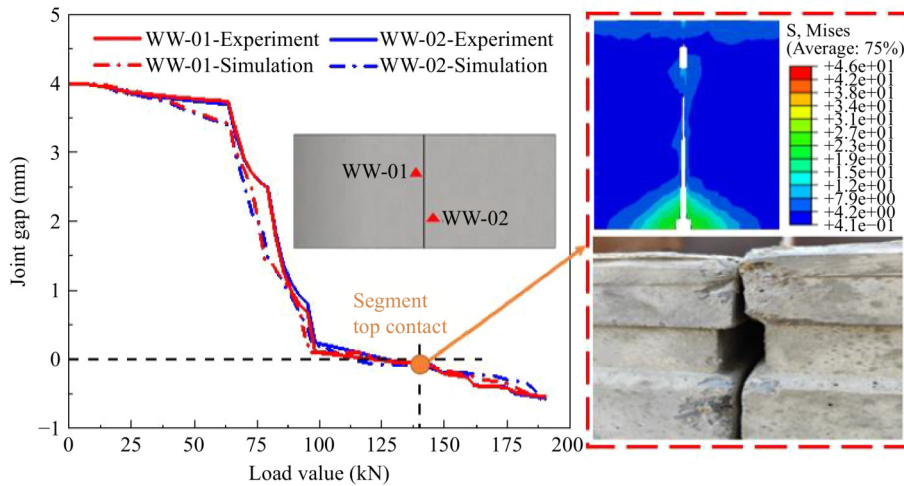 5
4
3
2
1
0
−1
Joint gap (mm)
WW-01-Experiment
WW-02-Experiment
WW-01-Simulation
WW-02-Simulation
WW-01
WW-02
Segment
top contact
0
25
50
75
100
125
150
175
200
Load value (kN)
S, Mises
(Average: 75%)
+4.6e+01
+4.2e+01
+3.8e+01
+3.4e+01
+3.1e+01
+2.7e+01
+2.3e+01
+1.9e+01
+1.5e+01
+1.2e+01
+7.9e+00
+4.2e+00
+4.1e−01